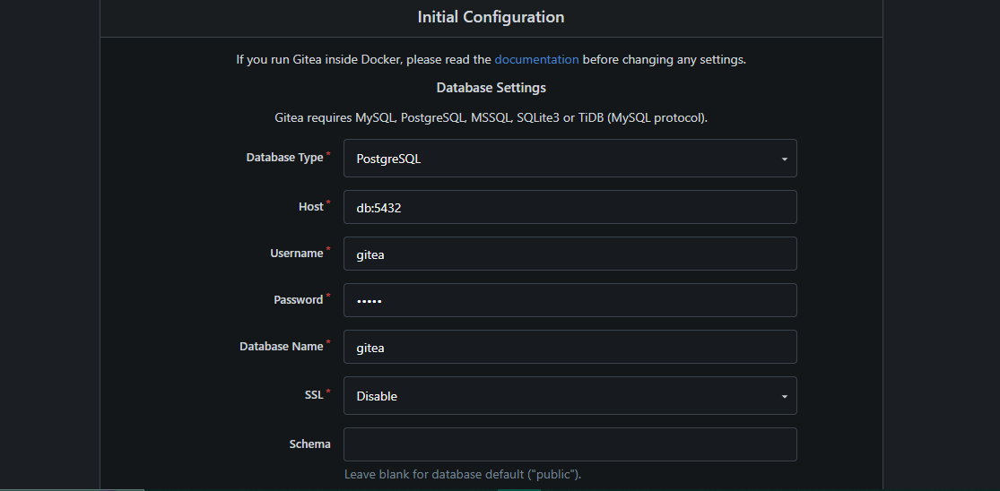 Initial Configuration
If you run Gitea inside Docker, please read the documentation before changing any settings.
Database Settings
Gitea requires MySQL, PostgreSQL, MSSQL, SQLite3 or TiDB (MySQL protocol).
Database Type *
PostgreSQL
Host *
db:5432
Username *
gitea
Password *
•••••
Database Name *
gitea
SSL *
Disable
Schema
Leave blank for database default ("public").